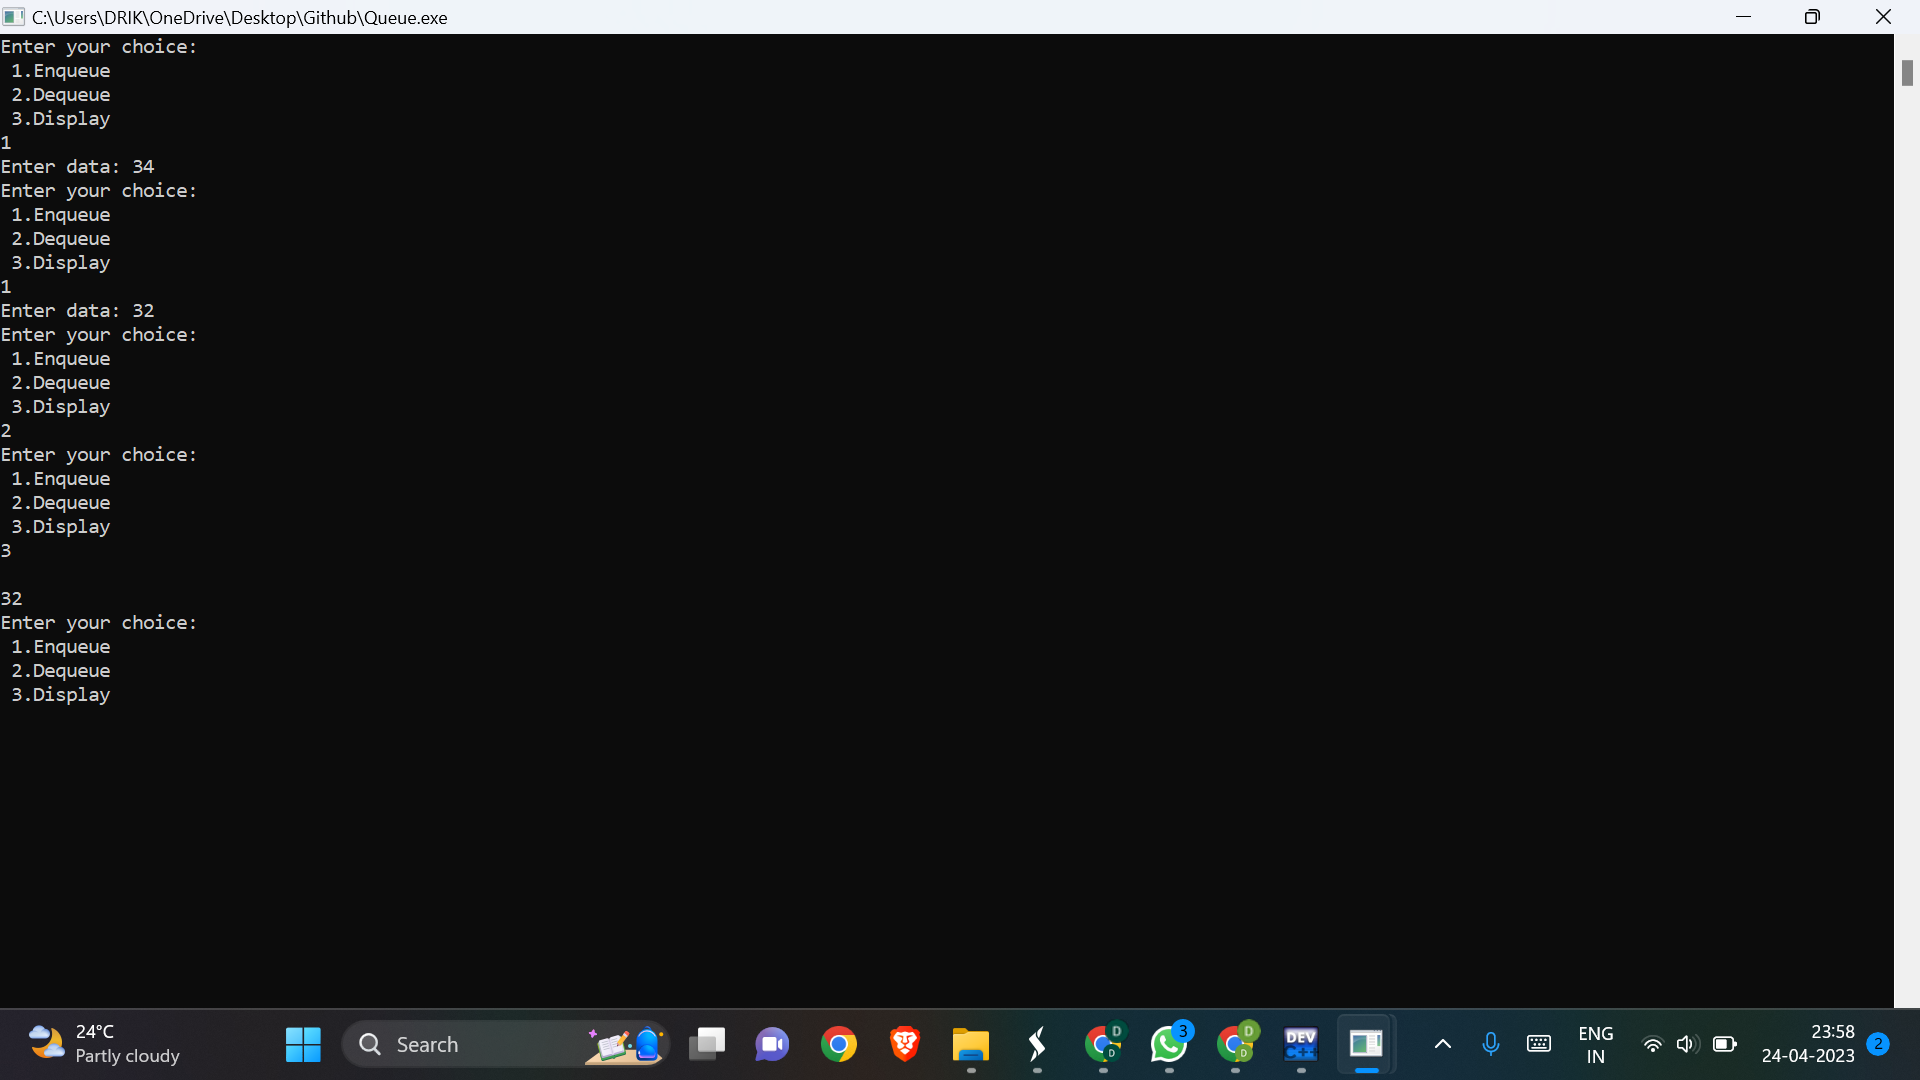 C:\Users\DRIK\OneDrive\Desktop\Github\Queue.exe
Enter your choice:
 1.Enqueue
 2.Dequeue
 3.Display
1
Enter data: 34
Enter your choice:
 1.Enqueue
 2.Dequeue
 3.Display
1
Enter data: 32
Enter your choice:
 1.Enqueue
 2.Dequeue
 3.Display
2
Enter your choice:
 1.Enqueue
 2.Dequeue
 3.Display
3

32
Enter your choice:
 1.Enqueue
 2.Dequeue
 3.Display
24°C
Partly cloudy
Search
D
D
3
D
D
DEV
C++
ENG
IN
23:58
24-04-2023
2